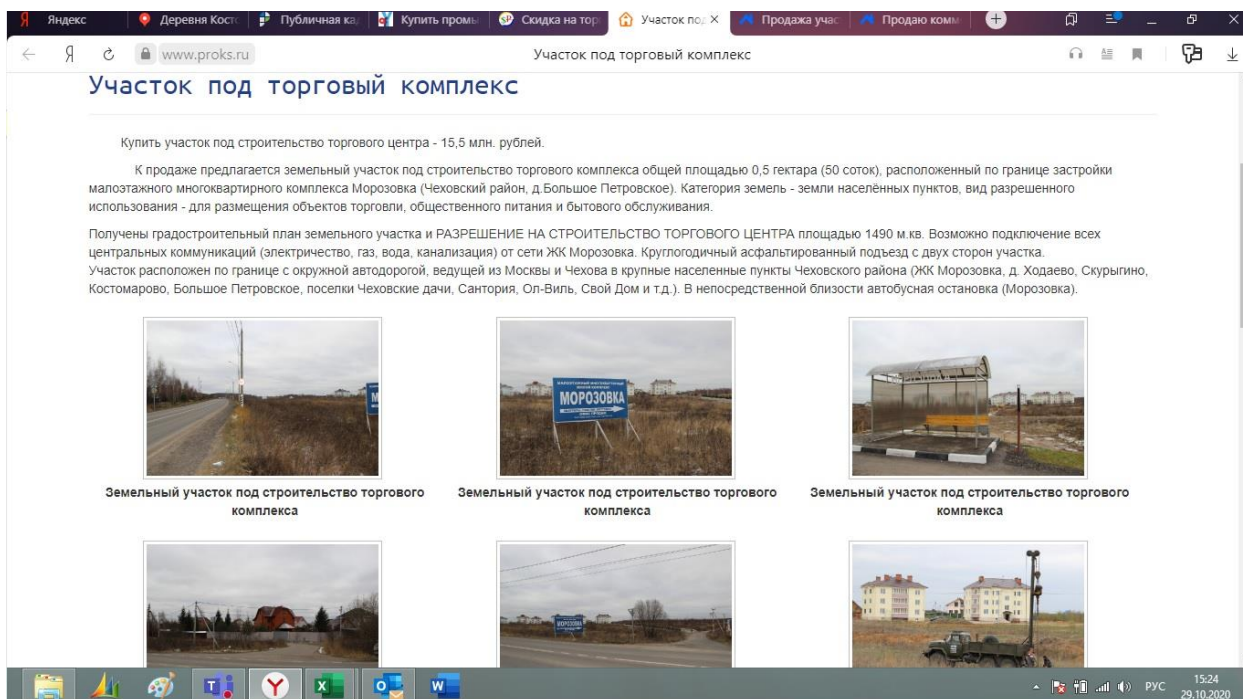 Яндекс
Деревня Косто
Публичная ка
Купить промы
Скидка на тор
Участок по
Продажа учас
Продаю комм
www.proks.ru
Участок под торговый комплекс
Участок под торговый комплекс
Купить участок под строительство торгового центра - 15,5 млн. рублей.
К продаже предлагается земельный участок под строительство торгового комплекса общей площадью 0,5 гектара (50 соток), расположенный по границе застройки
малоэтажного многоквартирного комплекса Морозовка (Чеховский район, д.Большое Петровское). Категория земель - земли населённых пунктов, вид разрешенного
использования - для размещения объектов торговли, общественного питания и бытового обслуживания.
Получены градостроительный план земельного участка и РАЗРЕШЕНИЕ НА СТРОИТЕЛЬСТВО ТОРГОВОГО ЦЕНТРА площадью 1490 м.кв. Возможно подключение всех
центральных коммуникаций (электричество, газ, вода, канализация) от сети ЖК Морозовка. Круглогодичный асфальтированный подъезд с двух сторон участка.
Участок расположен по границе с окружной автодорогой, ведущей из Москвы и Чехова в крупные населенные пункты Чеховского района (ЖК Морозовка, д. Ходаево, Скурыгино,
Костомарово, Большое Петровское, поселки Чеховские дачи, Сантория, Ол-Виль, Свой Дом и т.д.). В непосредственной близости автобусная остановка (Морозовка).
МОРОЗОВКА
Земельный участок под строительство торгового
комплекса
Земельный участок под строительство торгового
комплекса
Земельный участок под строительство торгового
комплекса
МОРОЗОВКА
РУС
15:24
29.10.2020